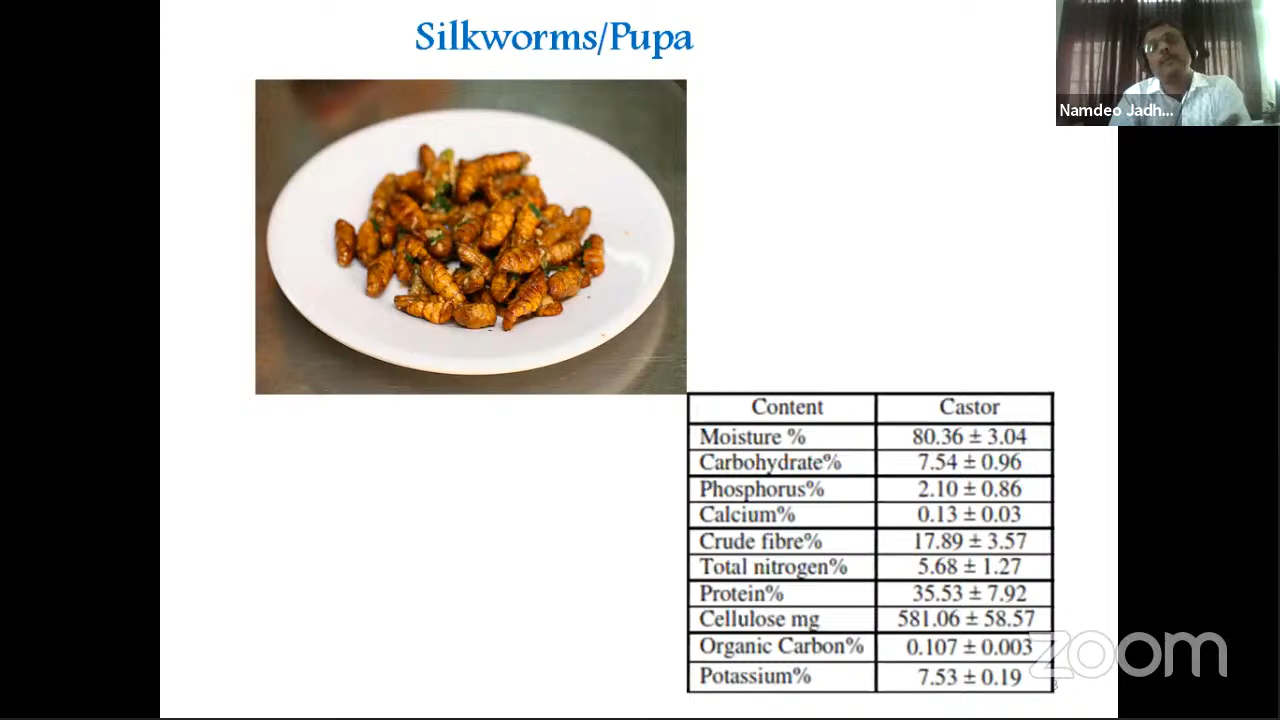 Silkworms/Pupa
Namdeo Jadh...
Content Castor
Moisture % 80.36 ± 3.04
Carbohydrate% 7.54 ± 0.96
Phosphorus% 2.10 ± 0.86
Calcium% 0.13 ± 0.03
Crude fibre% 17.89 ± 3.57
Total nitrogen% 5.68 ± 1.27
Protein% 35.53 ± 7.92
Cellulose mg 581.06 ± 58.57
Organic Carbon% 0.107 ± 0.003
Potassium% 7.53 ± 0.19
zoom